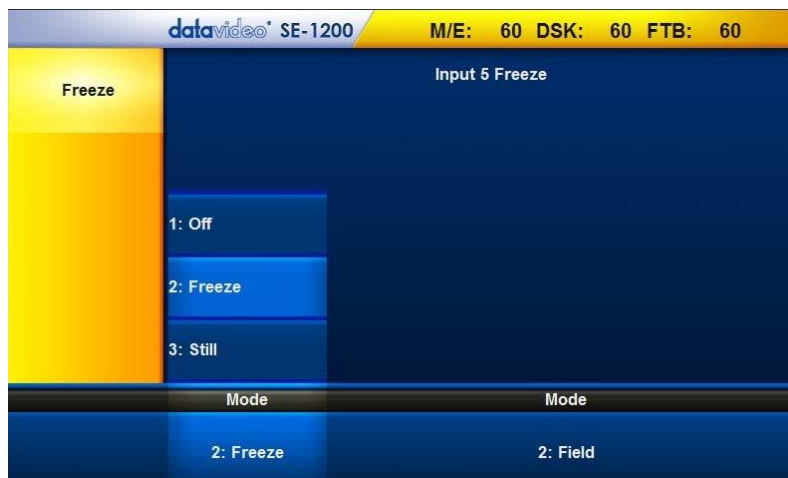 datavideo SE-1200 M/E: 60 DSK: 60 FTB: 60
Freeze
Input 5 Freeze
1: Off
2: Freeze
3: Still
Mode Mode
2: Freeze 2: Field